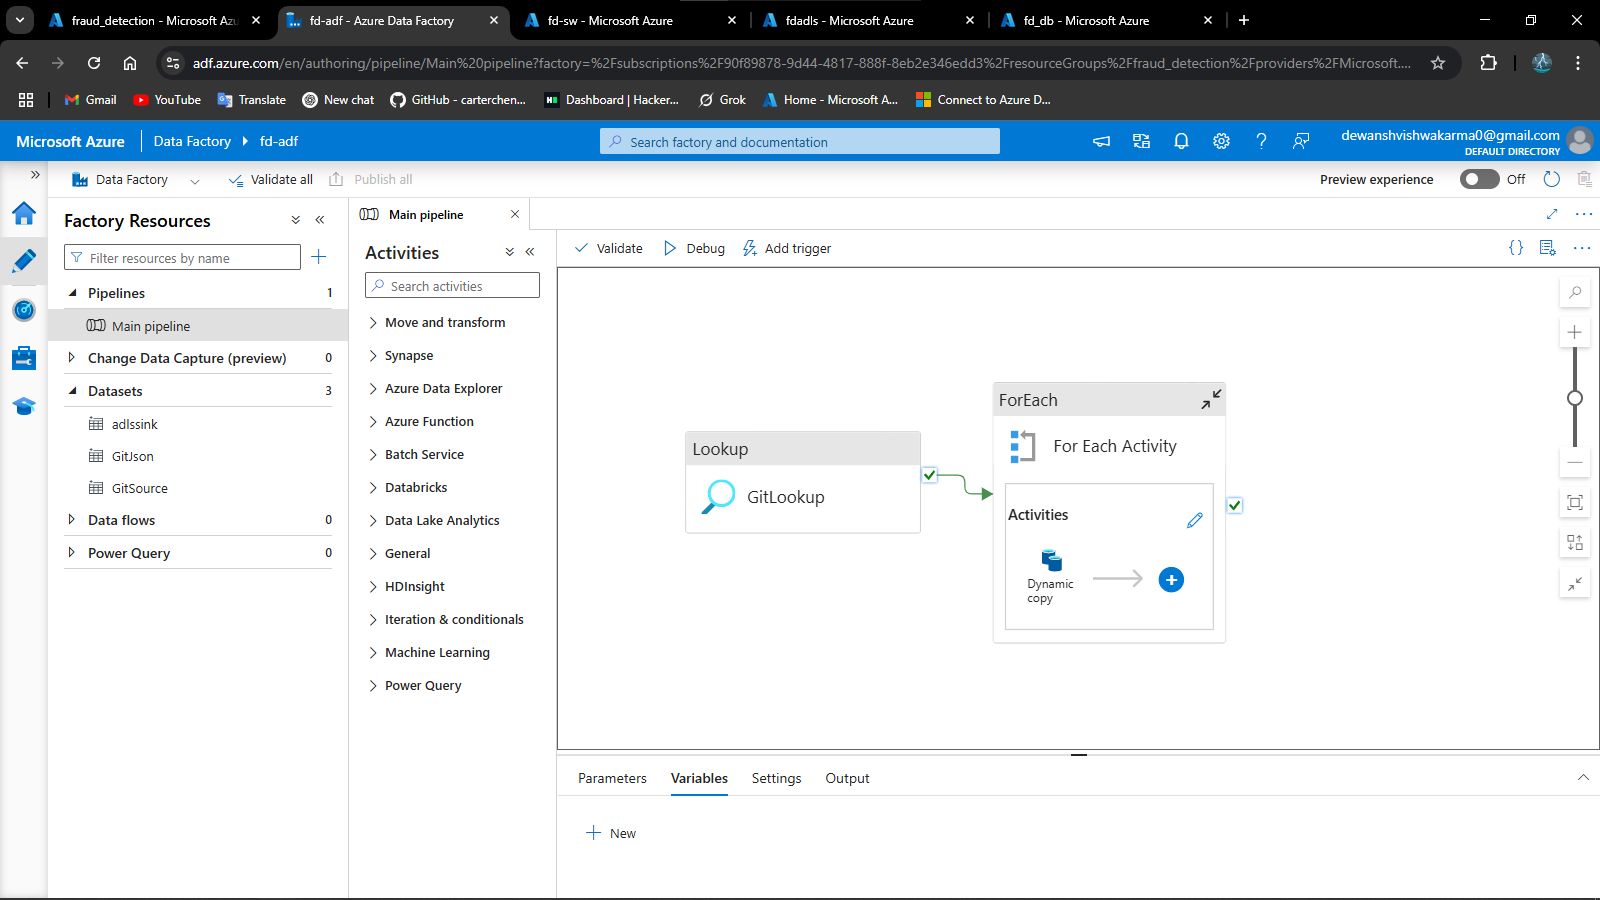 fraud_detection - Microsoft Azu
fd-adf - Azure Data Factory
fd-sw - Microsoft Azure
fdadls - Microsoft Azure
fd_db - Microsoft Azure
adf.azure.com/en/authoring/pipeline/Main%20pipeline?factory=%2Fsubscriptions%2F90f89878-9d44-4817-888f-8eb2e346edd3%2FresourceGroups%2Ffraud_detection%2Fproviders%2FMicrosoft....
Gmail
YouTube
Translate
New chat
GitHub - carterchen...
Dashboard | Hacker...
Grok
Home - Microsoft A...
Connect to Azure D...
Microsoft Azure
Data Factory
fd-adf
Search factory and documentation
dewanshvishwakarma0@gmail.com
DEFAULT DIRECTORY
Data Factory
Validate all
Publish all
Preview experience
Off
Factory Resources
Filter resources by name
Pipelines 1
Main pipeline
Change Data Capture (preview) 0
Datasets 3
adlssink
GitJson
GitSource
Data flows 0
Power Query 0
Main pipeline
Activities
Search activities
Move and transform
Synapse
Azure Data Explorer
Azure Function
Batch Service
Databricks
Data Lake Analytics
General
HDInsight
Iteration & conditionals
Machine Learning
Power Query
Validate
Debug
Add trigger
{}
Lookup
GitLookup
ForEach
For Each Activity
Activities
Dynamic
copy
Parameters
Variables
Settings
Output
New